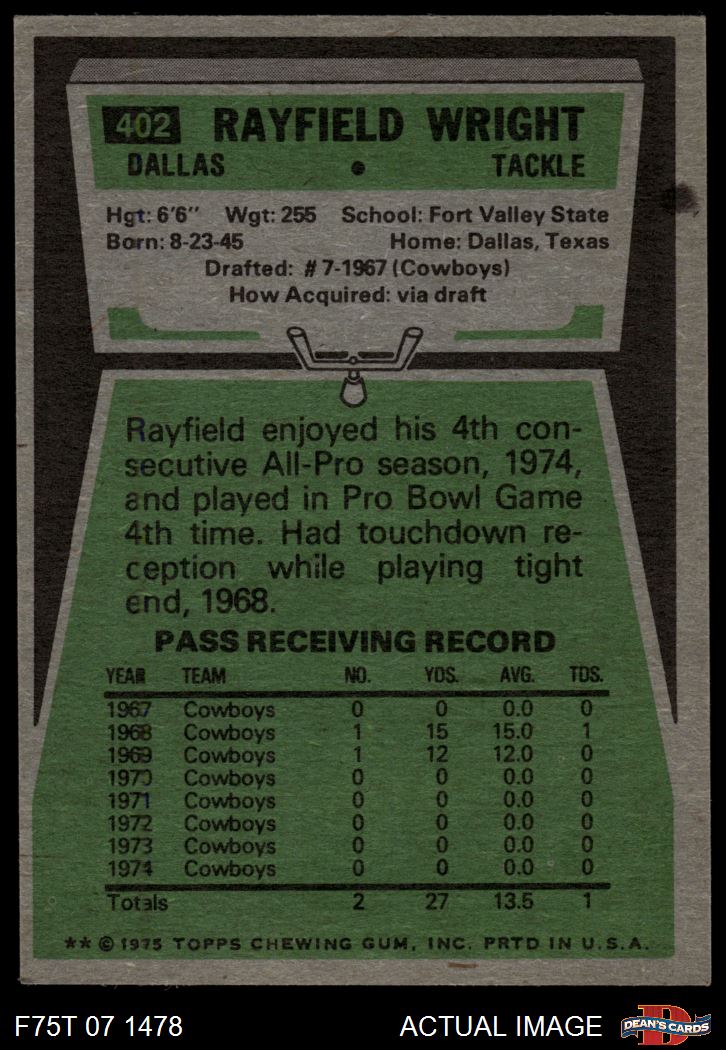 402 RAYFIELD WRIGHT
DALLAS • TACKLE
Hgt: 6'6" Wgt: 255 School: Fort Valley State
Born: 8-23-45 Home: Dallas, Texas
Drafted: #7-1967 (Cowboys)
How Acquired: via draft
Rayfield enjoyed his 4th con-
secutive All-Pro season, 1974,
and played in Pro Bowl Game
4th time. Had touchdown re-
ception while playing tight
end, 1968.
PASS RECEIVING RECORD
YEAR TEAM NO. YDS. AVG. TDS.
1967 Cowboys 0 0 0.0 0
1968 Cowboys 1 15 15.0 1
1969 Cowboys 1 12 12.0 0
1970 Cowboys 0 0 0.0 0
1971 Cowboys 0 0 0.0 0
1972 Cowboys 0 0 0.0 0
1973 Cowboys 0 0 0.0 0
1974 Cowboys 0 0 0.0 0
Totals 2 27 13.5 1
** © 1975 TOPPS CHEWING GUM, INC. PRTD IN U.S.A.
F75T 07 1478 ACTUAL IMAGE DEAN'S CARDS